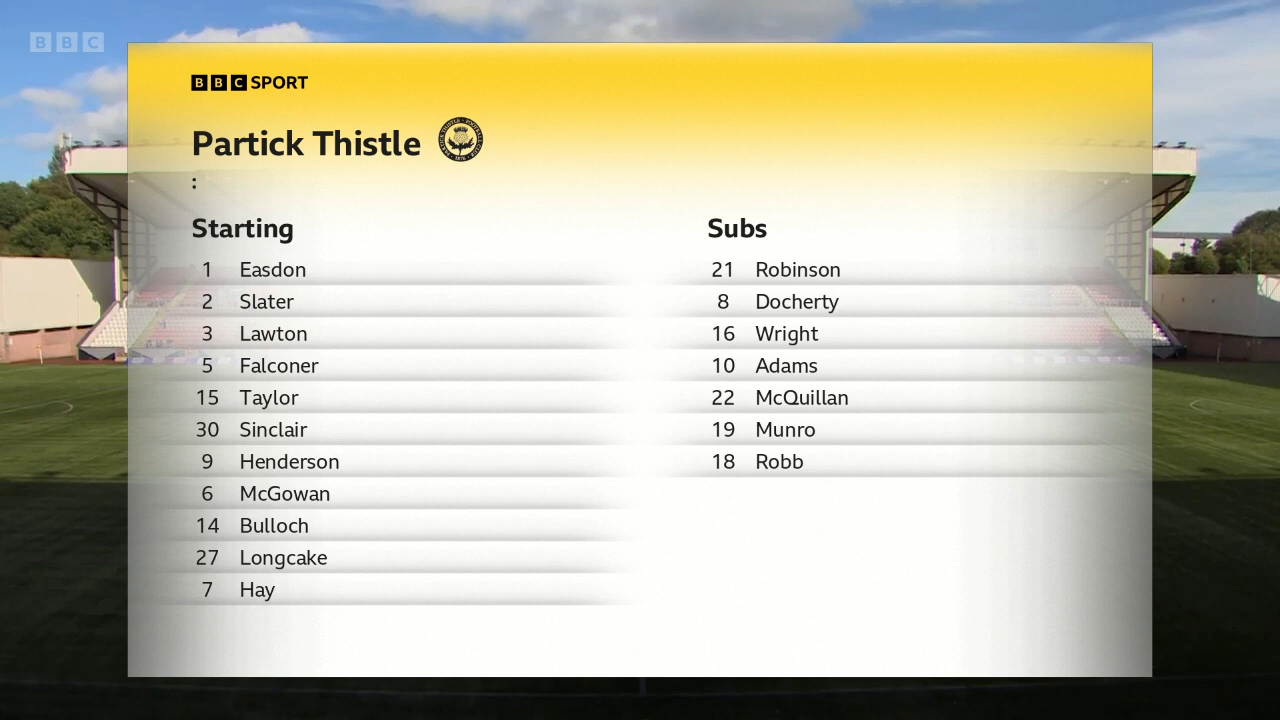 BBC
BBC SPORT
Partick Thistle
:
Starting
1 Easdon
2 Slater
3 Lawton
5 Falconer
15 Taylor
30 Sinclair
9 Henderson
6 McGowan
14 Bulloch
27 Longcake
7 Hay
Subs
21 Robinson
8 Docherty
16 Wright
10 Adams
22 McQuillan
19 Munro
18 Robb